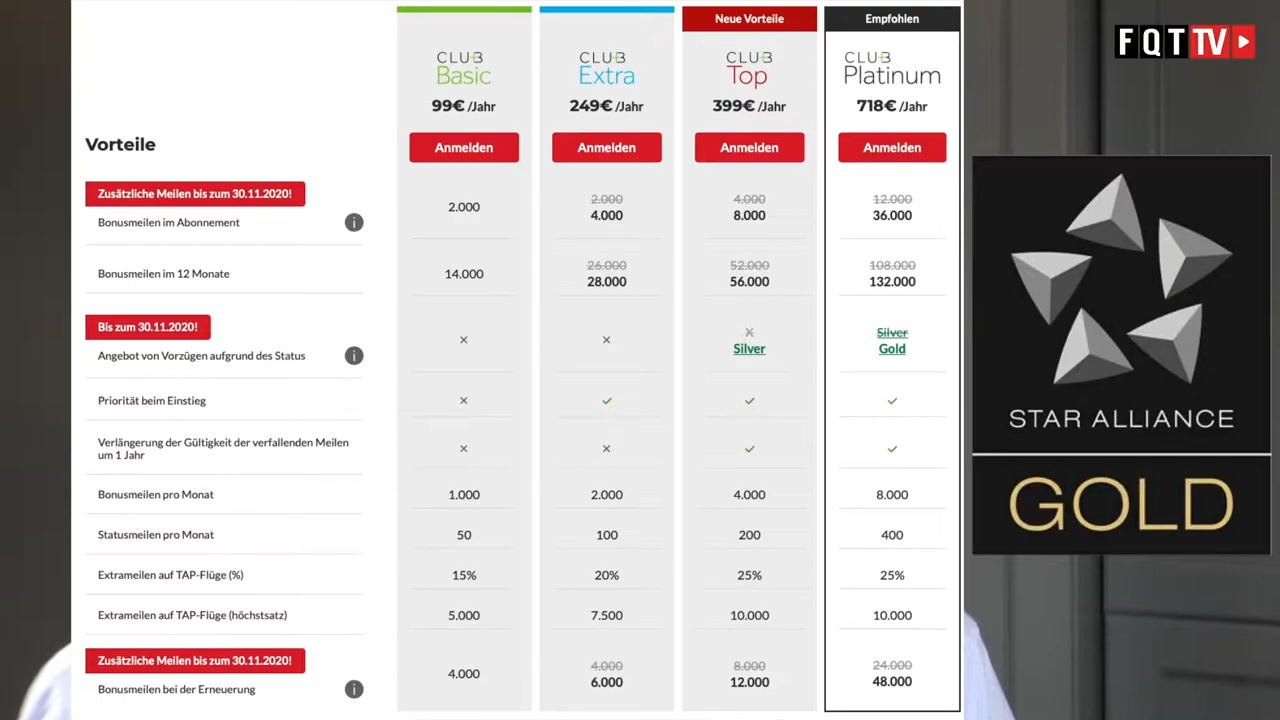 Neue Vorteile
Empfohlen
FQTTV
CLUB CLUB CLUB CLUB
Basic Extra Top Platinum
99€ /Jahr 249€ /Jahr 399€ /Jahr 718€ /Jahr
Vorteile
Anmelden Anmelden Anmelden Anmelden
Zusätzliche Meilen bis zum 30.11.2020!
2.000 4.000 12.000
Bonusmeilen im Abonnement i 2.000 4.000 8.000 36.000
26.000 52.000 108.000
Bonusmeilen im 12 Monate 14.000 28.000 56.000 132.000
Bis zum 30.11.2020!
X Silver
Angebot von Vorzügen aufgrund des Status i × × Silver Gold
Priorität beim Einstieg × ✓ ✓ ✓
Verlängerung der Gültigkeit der verfallenden Meilen
um 1 Jahr × × ✓ ✓
Bonusmeilen pro Monat 1.000 2.000 4.000 8.000
Statusmeilen pro Monat 50 100 200 400
Extrameilen auf TAP-Flüge (%) 15% 20% 25% 25%
Extrameilen auf TAP-Flüge (höchstsatz) 5.000 7.500 10.000 10.000
Zusätzliche Meilen bis zum 30.11.2020!
4.000 8.000 24.000
Bonusmeilen bei der Erneuerung i 4.000 6.000 12.000 48.000
STAR ALLIANCE
GOLD